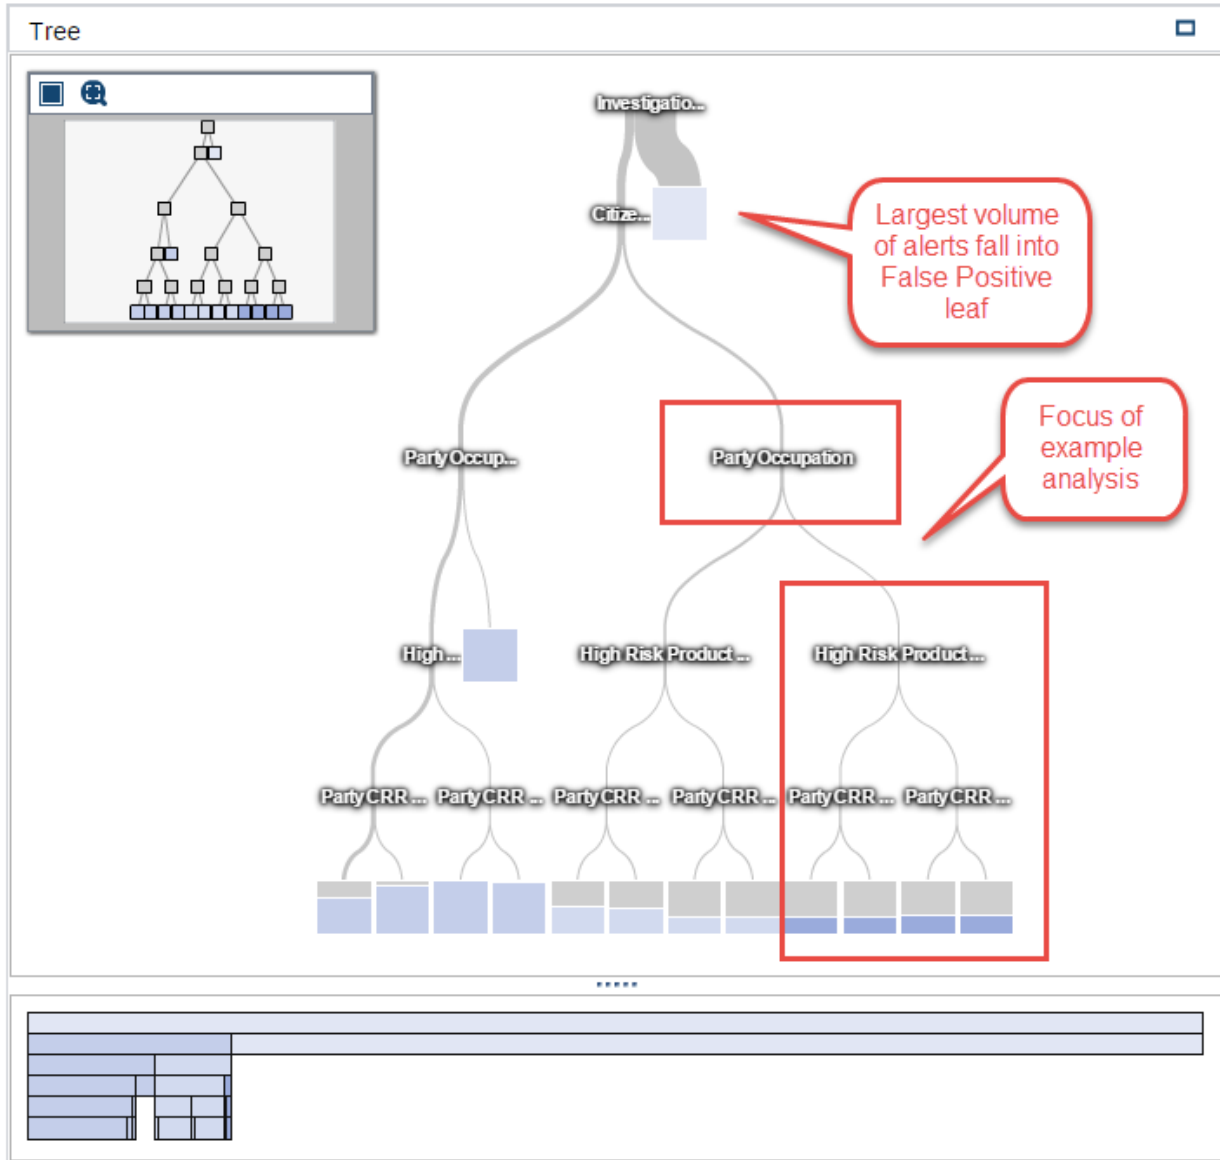 Tree
Investigatio...
Citize...
Largest volume
of alerts fall into
False Positive
leaf
Focus of
example
analysis
Party Occup...
Party Occupation
High ...
High Risk Product ...
High Risk Product ...
Party CRR ...
Party CRR ...
Party CRR ...
Party CRR ...
Party CRR ...
Party CRR ...